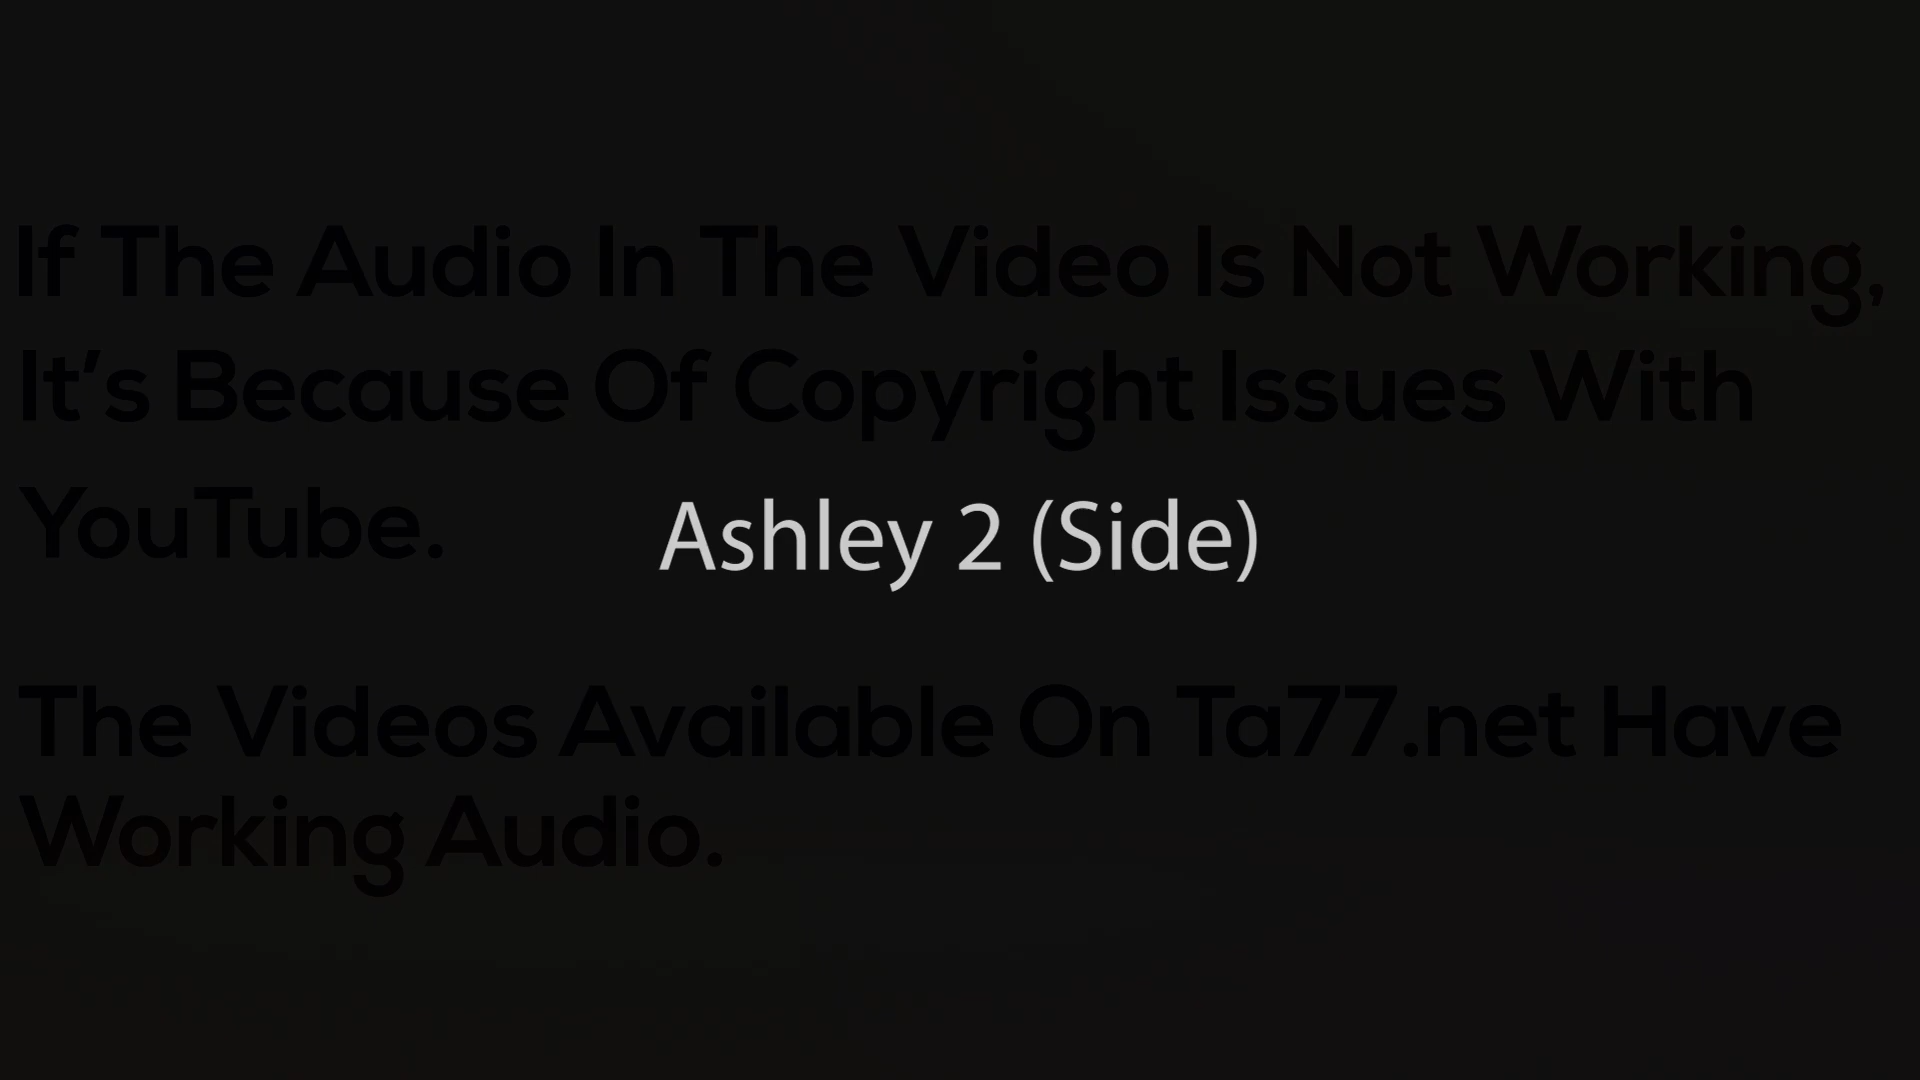 If The Audio In The Video Is Not Working,
It's Because Of Copyright Issues With
YouTube.
Ashley 2 (Side)
The Videos Available On Ta77.net Have
Working Audio.